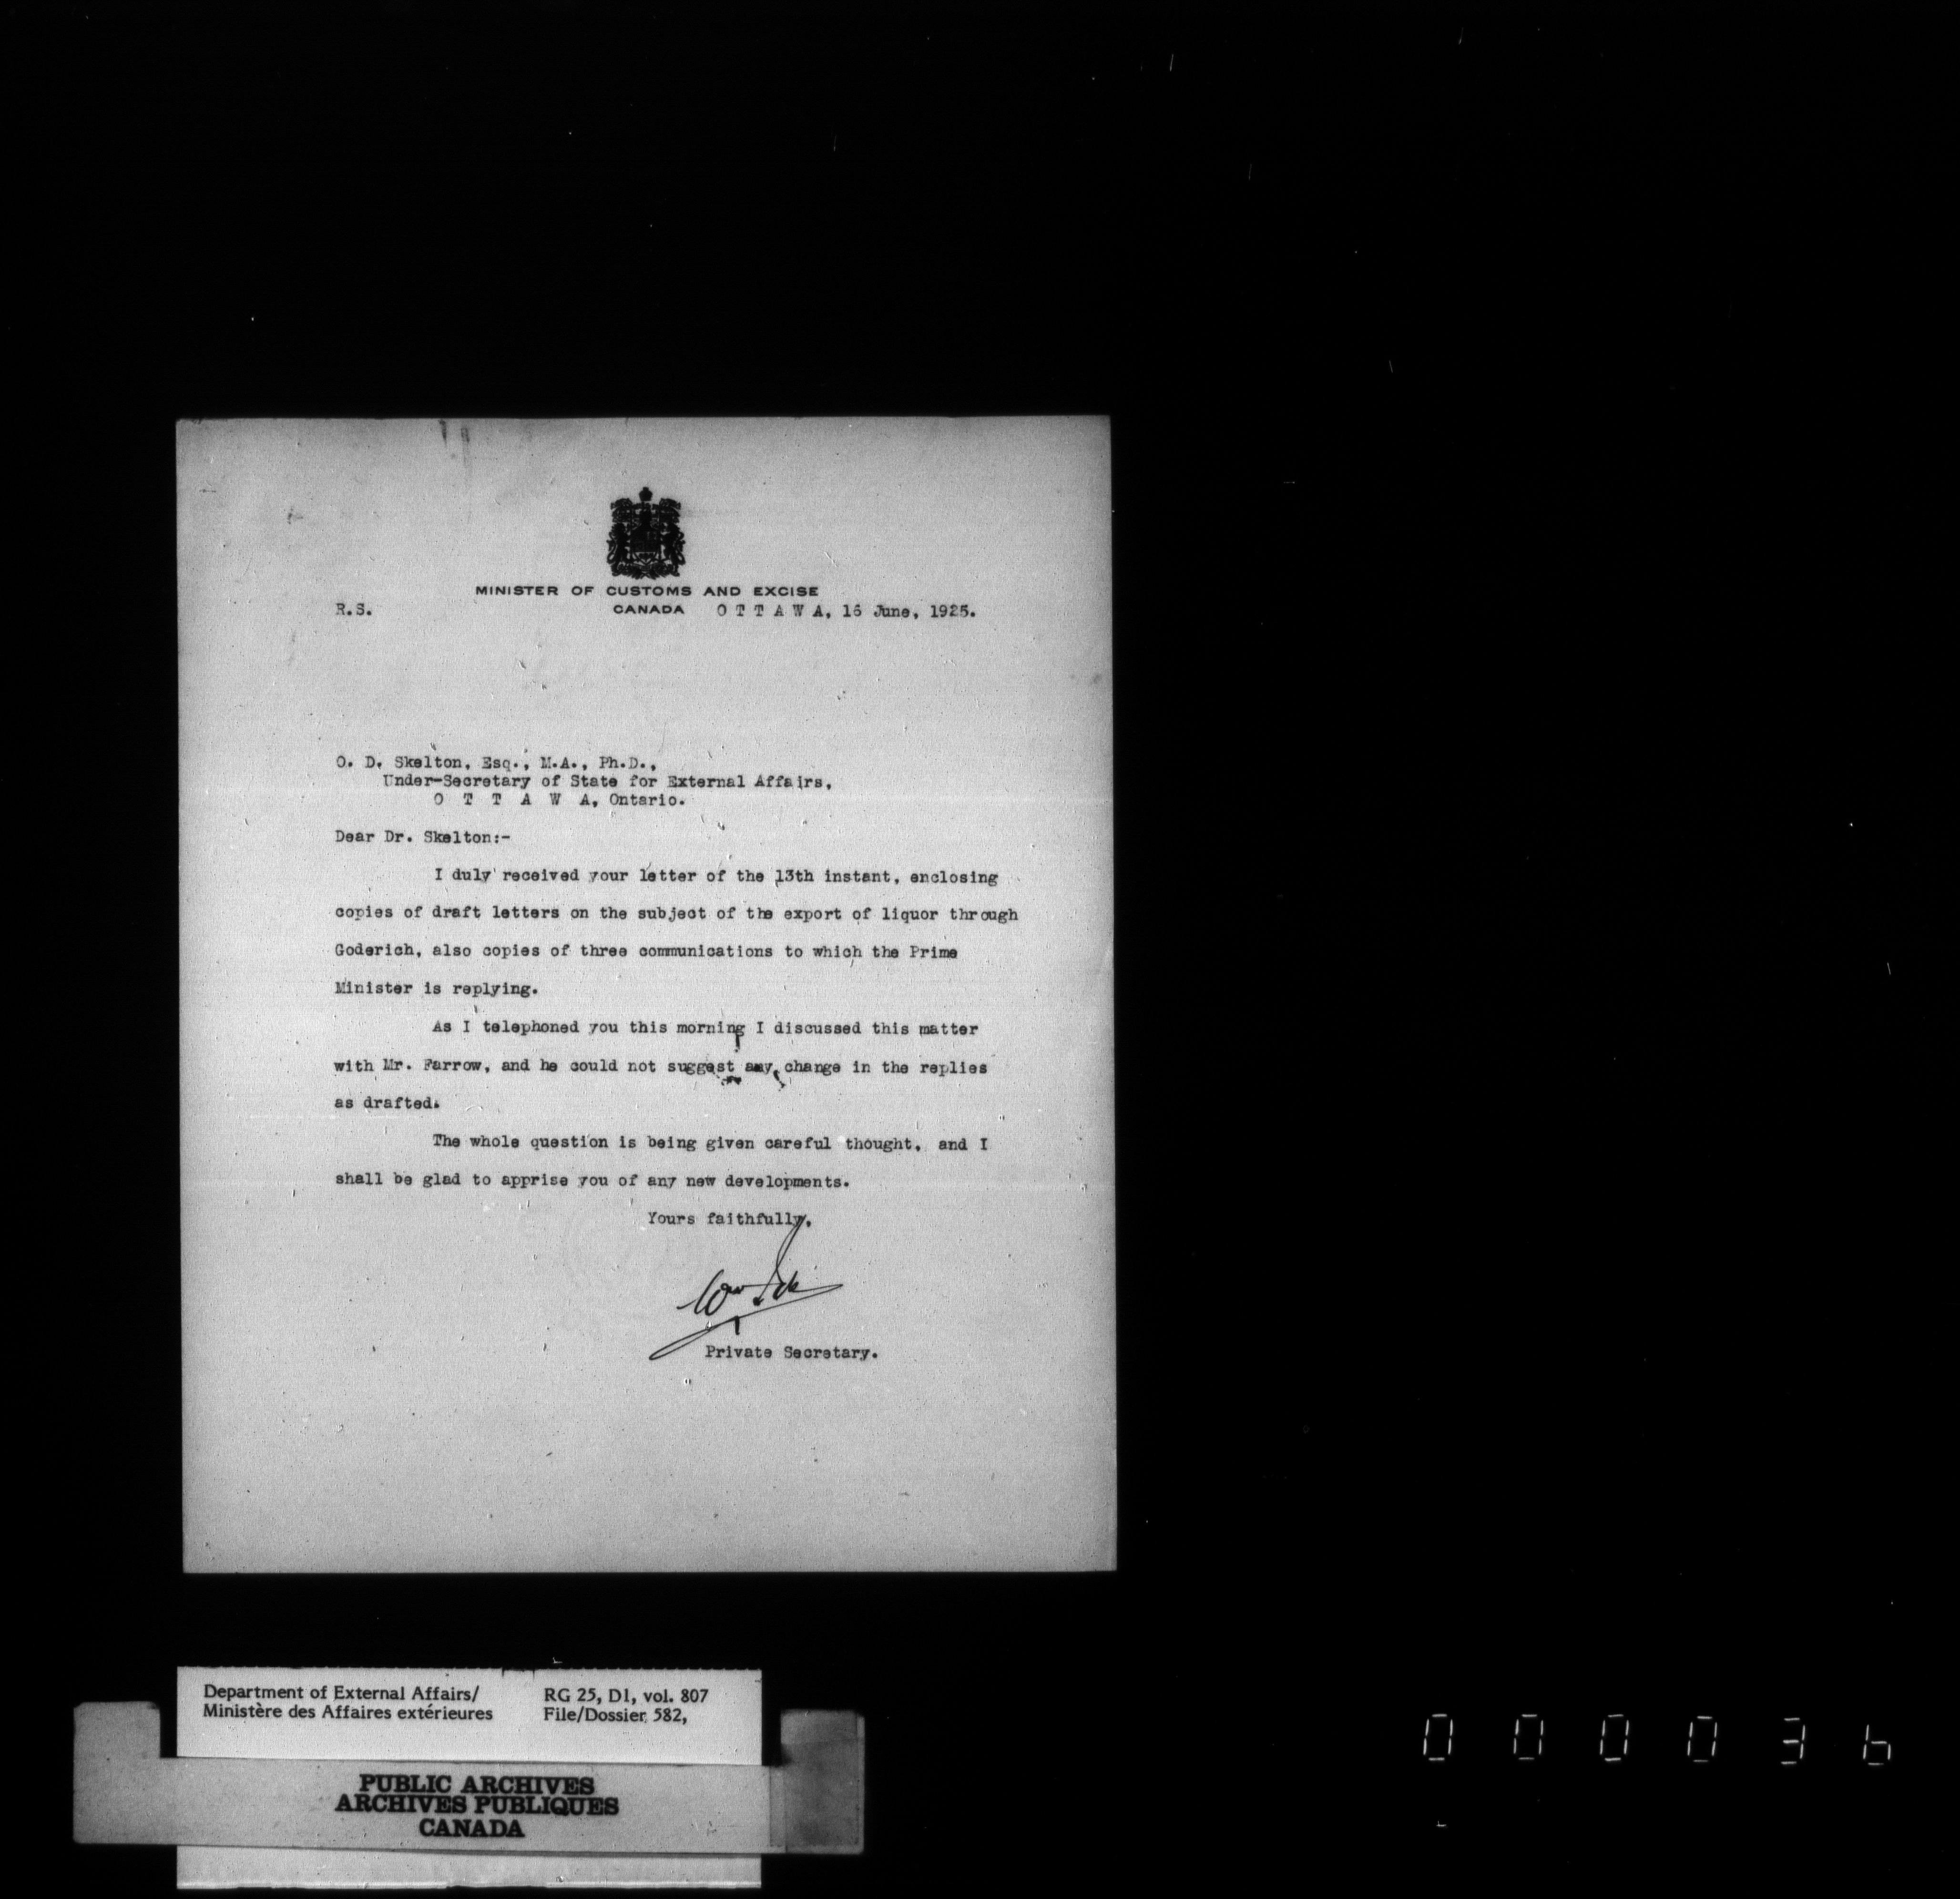 MINISTER OF CUSTOMS AND EXCISE
R.S. CANADA O T T A W A, 16 June, 1925.
O. D. Skelton, Esq., M.A., Ph.D.,
Under-Secretary of State for External Affairs,
O T T A W A, Ontario.
Dear Dr. Skelton:-
I duly received your letter of the 13th instant, enclosing
copies of draft letters on the subject of the export of liquor through
Goderich, also copies of three communications to which the Prime
Minister is replying.
As I telephoned you this morning I discussed this matter
with Mr. Farrow, and he could not suggest any change in the replies
as drafted.
The whole question is being given careful thought, and I
shall be glad to apprise you of any new developments.
Yours faithfully,
Private Secretary.
Department of External Affairs/ RG 25, D1, vol. 807
Ministère des Affaires extérieures File/Dossier 582,
PUBLIC ARCHIVES
ARCHIVES PUBLIQUES
CANADA
000036